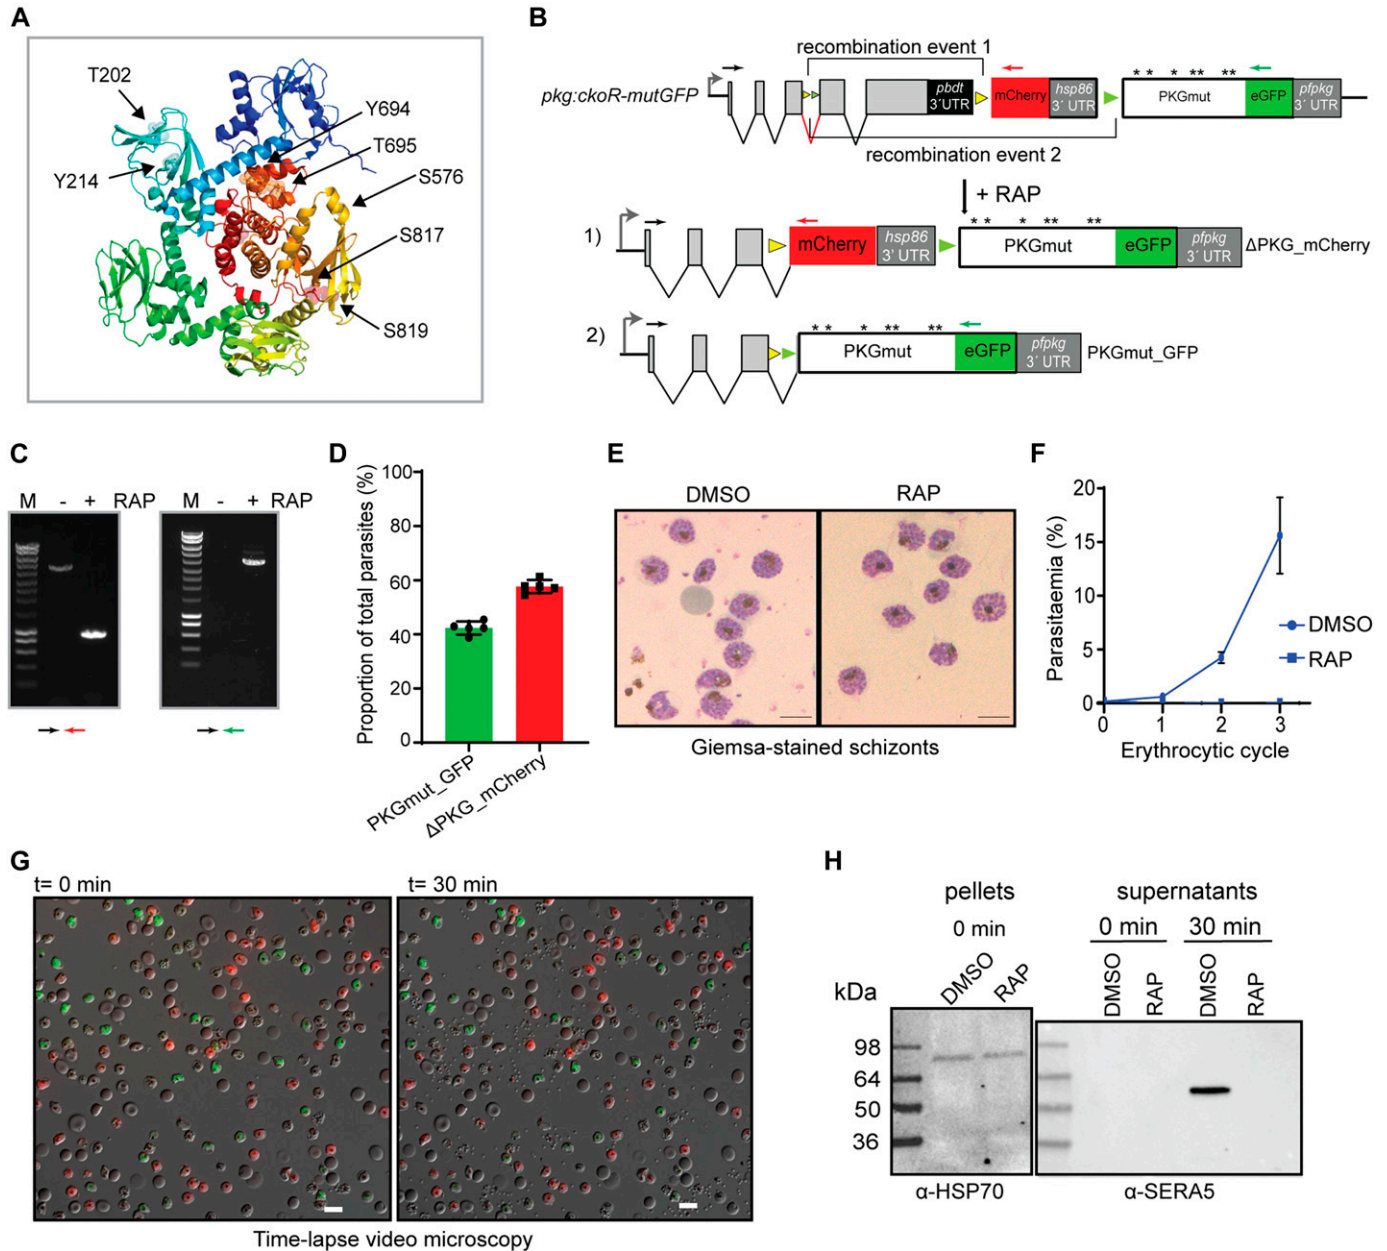 A
T202
Y694
T695
Y214
S576
S817
S819
B
recombination event 1
pkg:ckoR-mutGFP
pbdt
3´UTR
mCherry
hsp86
3´ UTR
* * * ** **
PKGmut
eGFP
pfpkg
3´ UTR
recombination event 2
+ RAP
1)
mCherry
hsp86
3´ UTR
* * * ** **
PKGmut
eGFP
pfpkg
3´ UTR
ΔPKG_mCherry
2)
* * * ** **
PKGmut
eGFP
pfpkg
3´ UTR
PKGmut_GFP
C
M - + RAP
M - + RAP
D
Proportion of total parasites (%)
100
80
60
40
20
0
PKGmut_GFP
ΔPKG_mCherry
E
DMSO
RAP
Giemsa-stained schizonts
F
Parasitaemia (%)
20
15
10
5
0
0 1 2 3
Erythrocytic cycle
DMSO
RAP
G
t= 0 min
t= 30 min
Time-lapse video microscopy
H
pellets
supernatants
0 min
0 min
30 min
DMSO
RAP
DMSO
RAP
DMSO
RAP
kDa
98
64
50
36
α-HSP70
α-SERA5